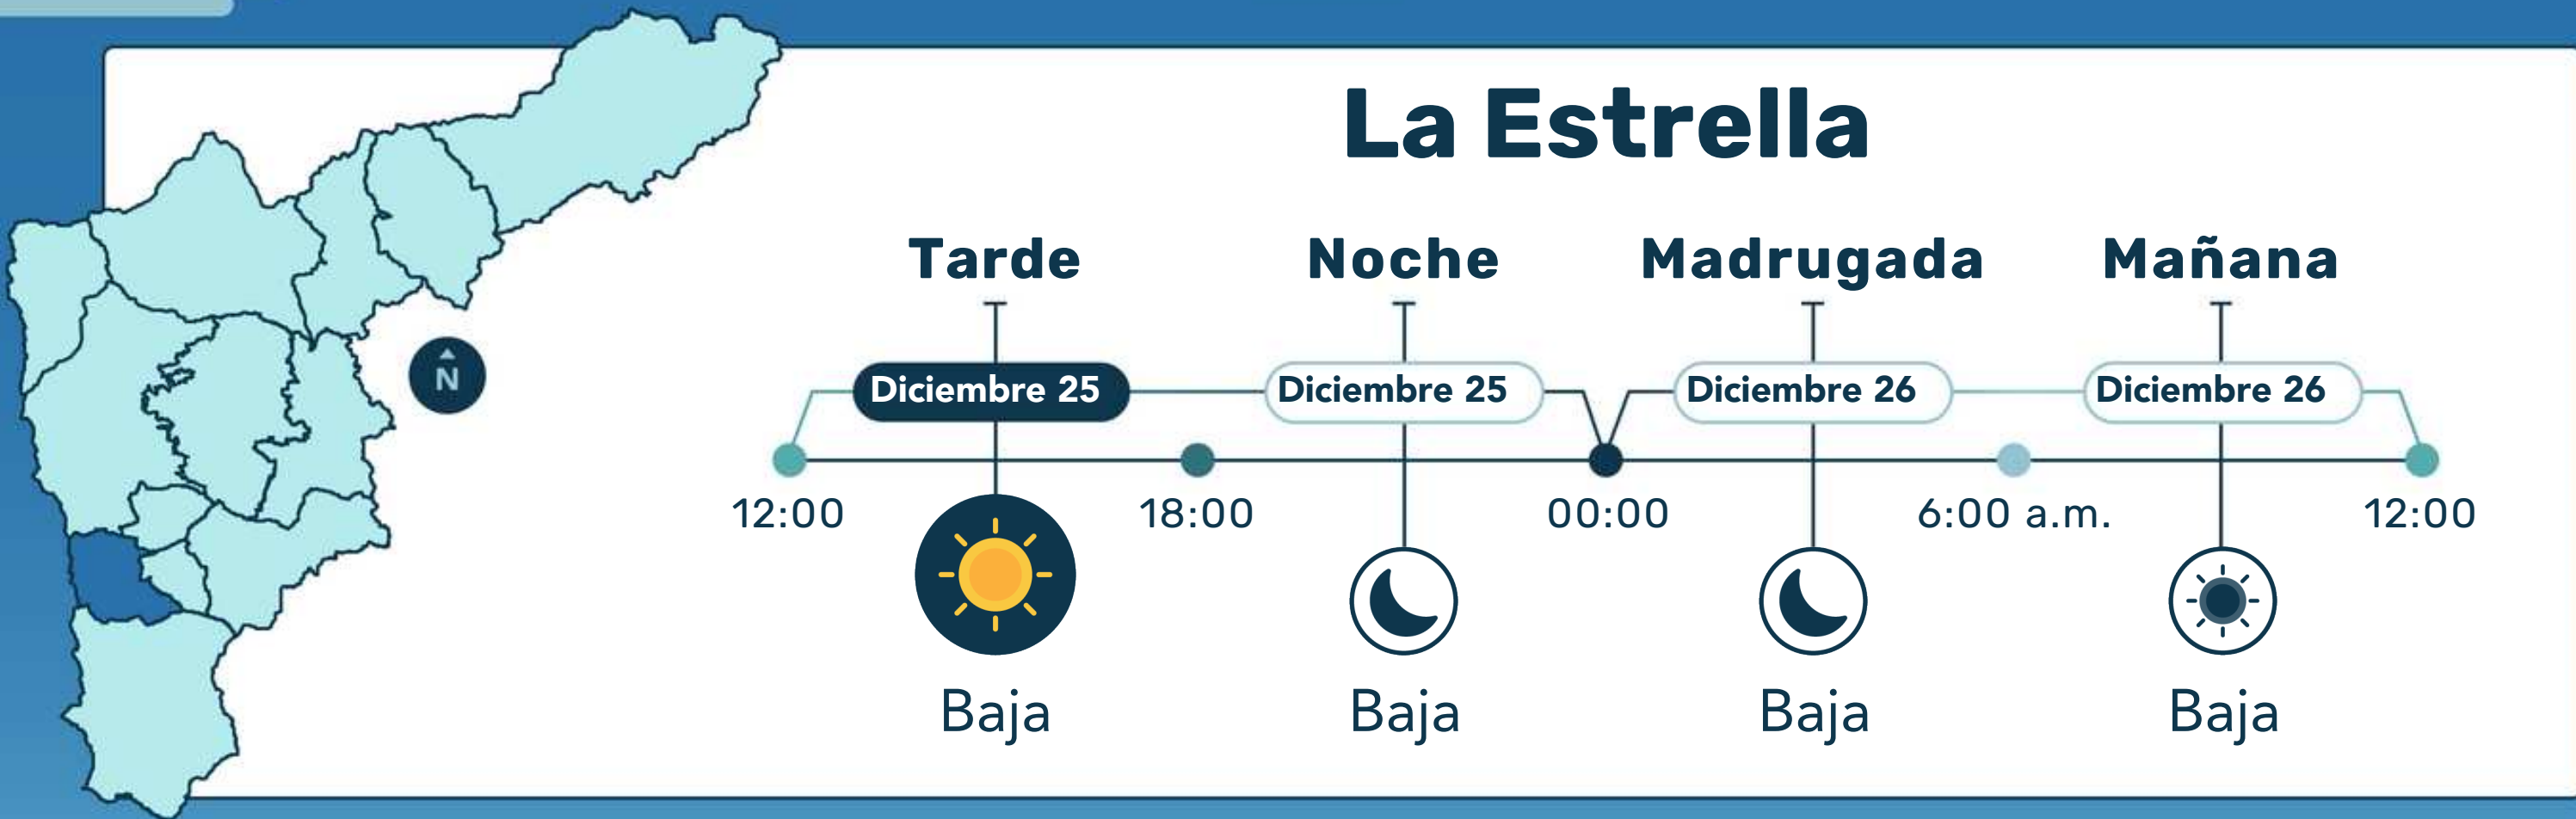 La Estrella
Tarde Noche Madrugada Mañana
Diciembre 25 Diciembre 25 Diciembre 26 Diciembre 26
N
12:00 18:00 00:00 6:00 a.m. 12:00
Baja Baja Baja Baja